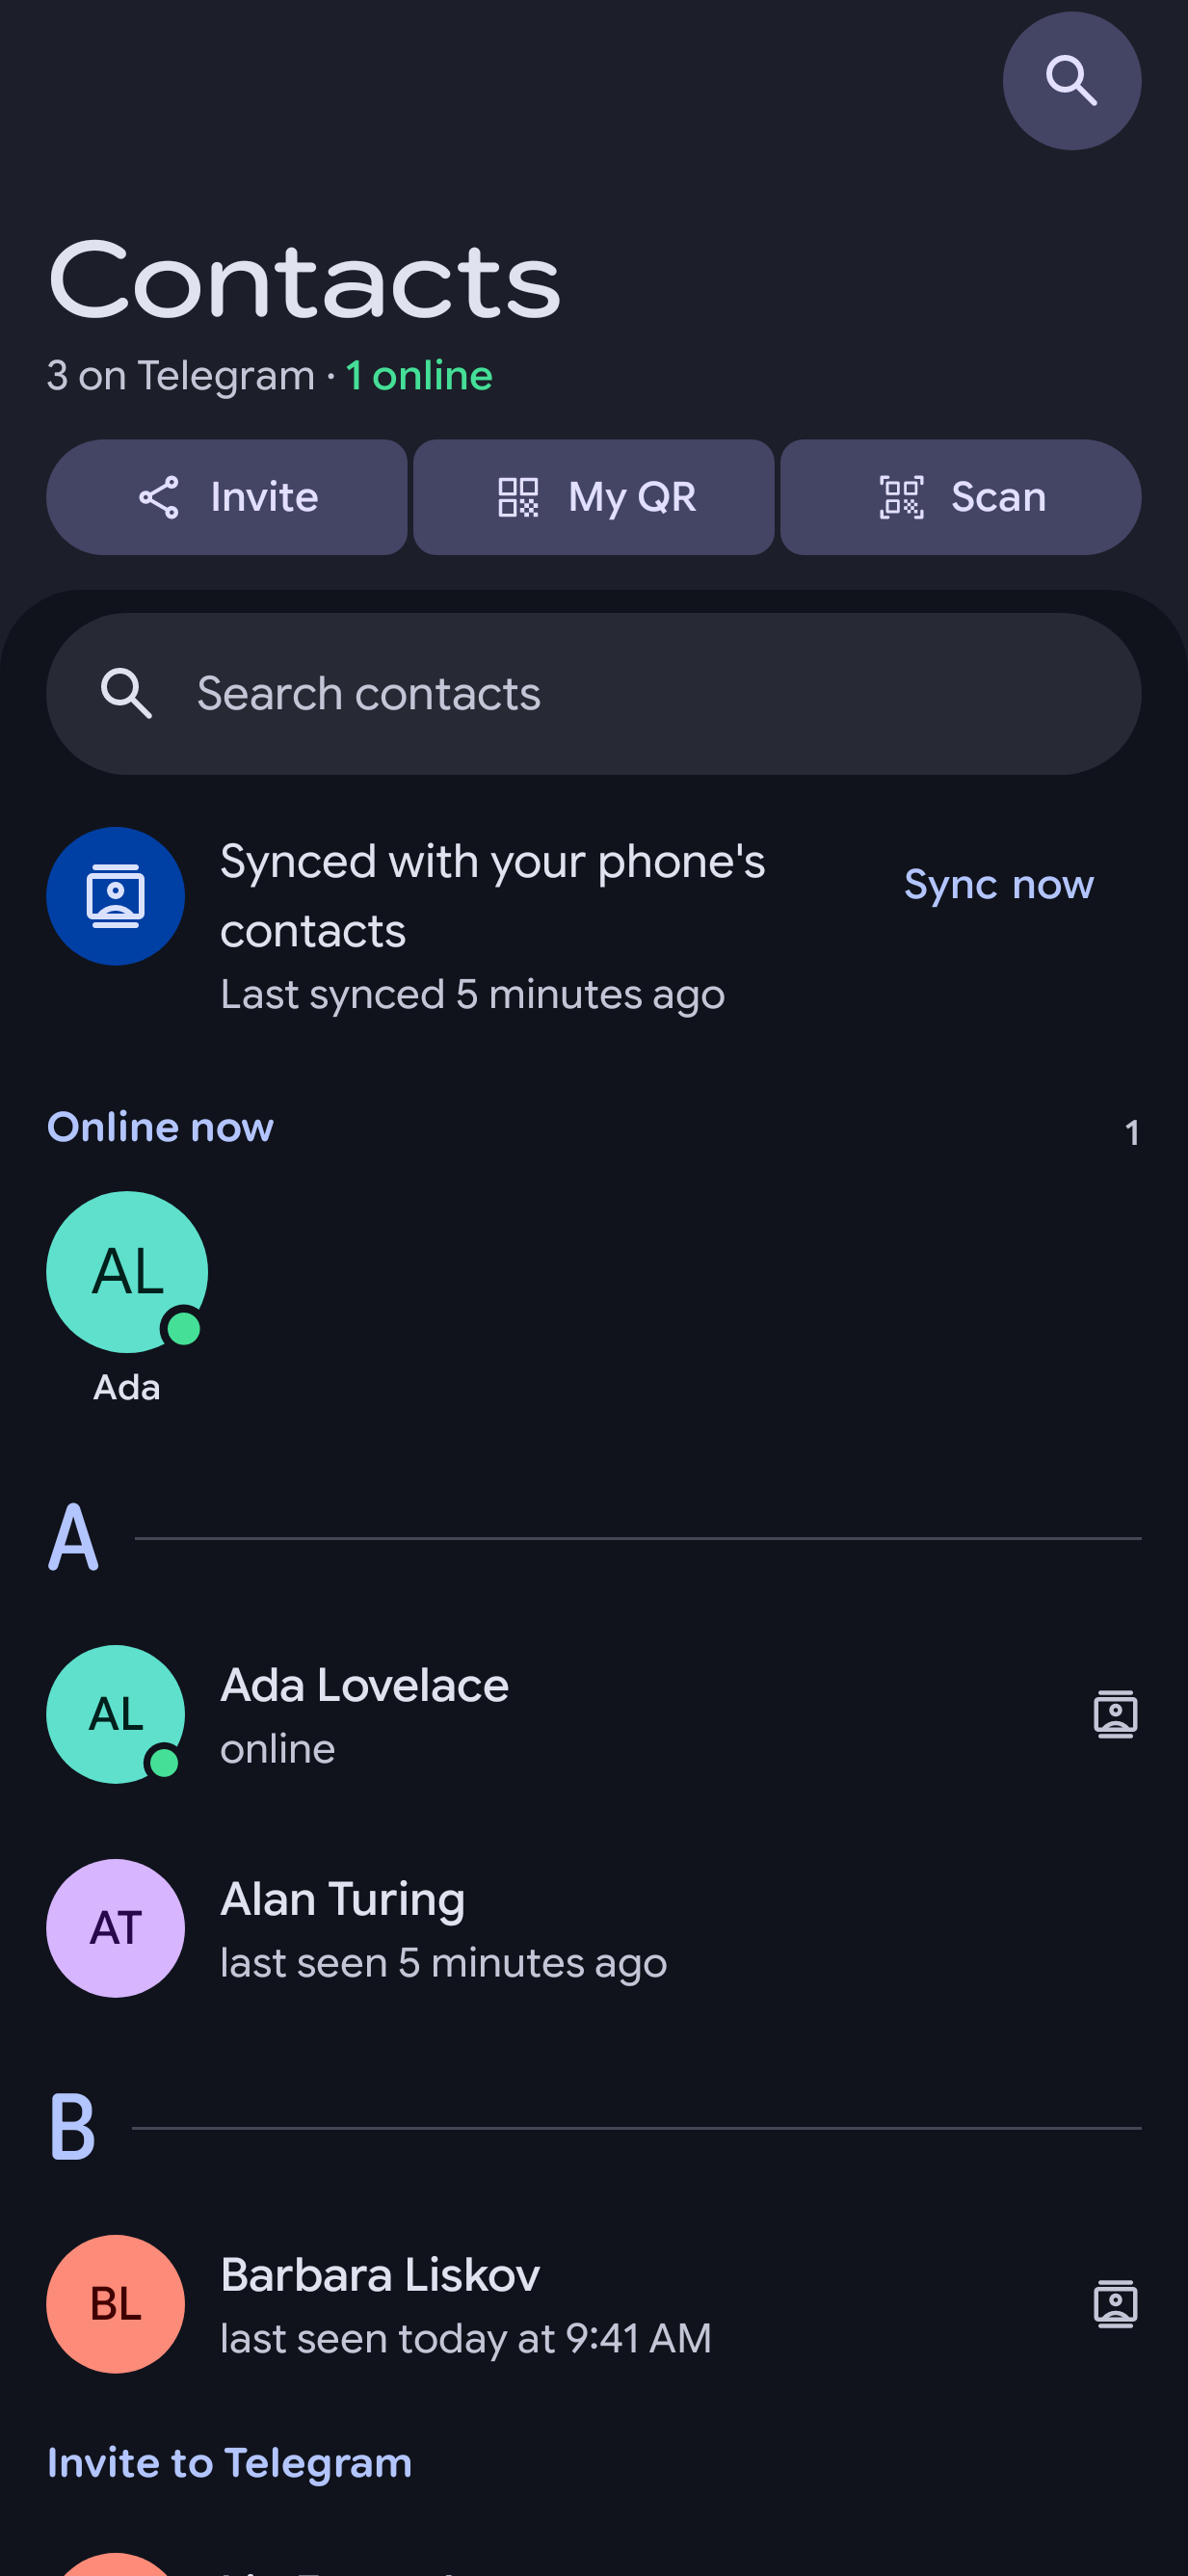 Contacts
3 on Telegram · 1 online
Invite
My QR
Scan
Search contacts
Synced with your phone's
contacts
Last synced 5 minutes ago
Sync now
Online now
1
AL
Ada
A
AL
Ada Lovelace
online
AT
Alan Turing
last seen 5 minutes ago
B
BL
Barbara Liskov
last seen today at 9:41 AM
Invite to Telegram